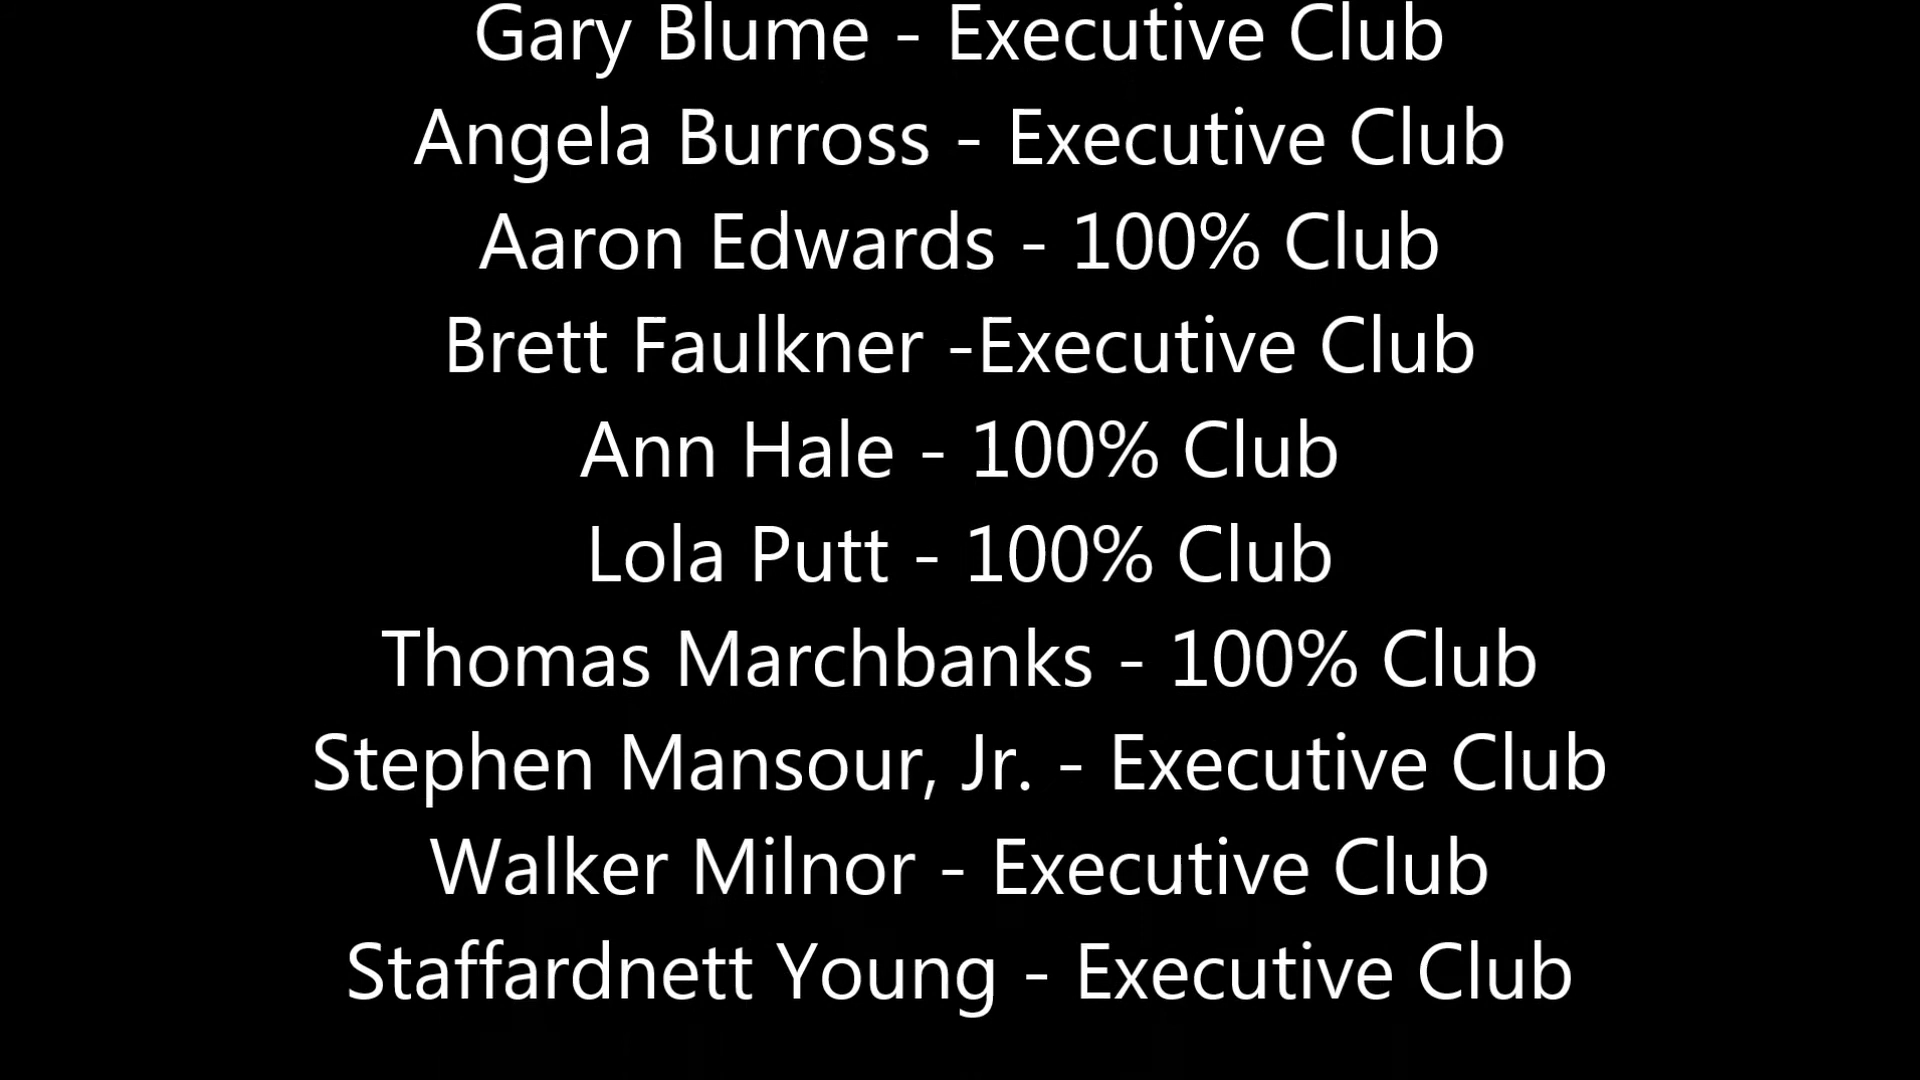 Gary Blume - Executive Club
Angela Burross - Executive Club
Aaron Edwards - 100% Club
Brett Faulkner -Executive Club
Ann Hale - 100% Club
Lola Putt - 100% Club
Thomas Marchbanks - 100% Club
Stephen Mansour, Jr. - Executive Club
Walker Milnor - Executive Club
Staffardnett Young - Executive Club